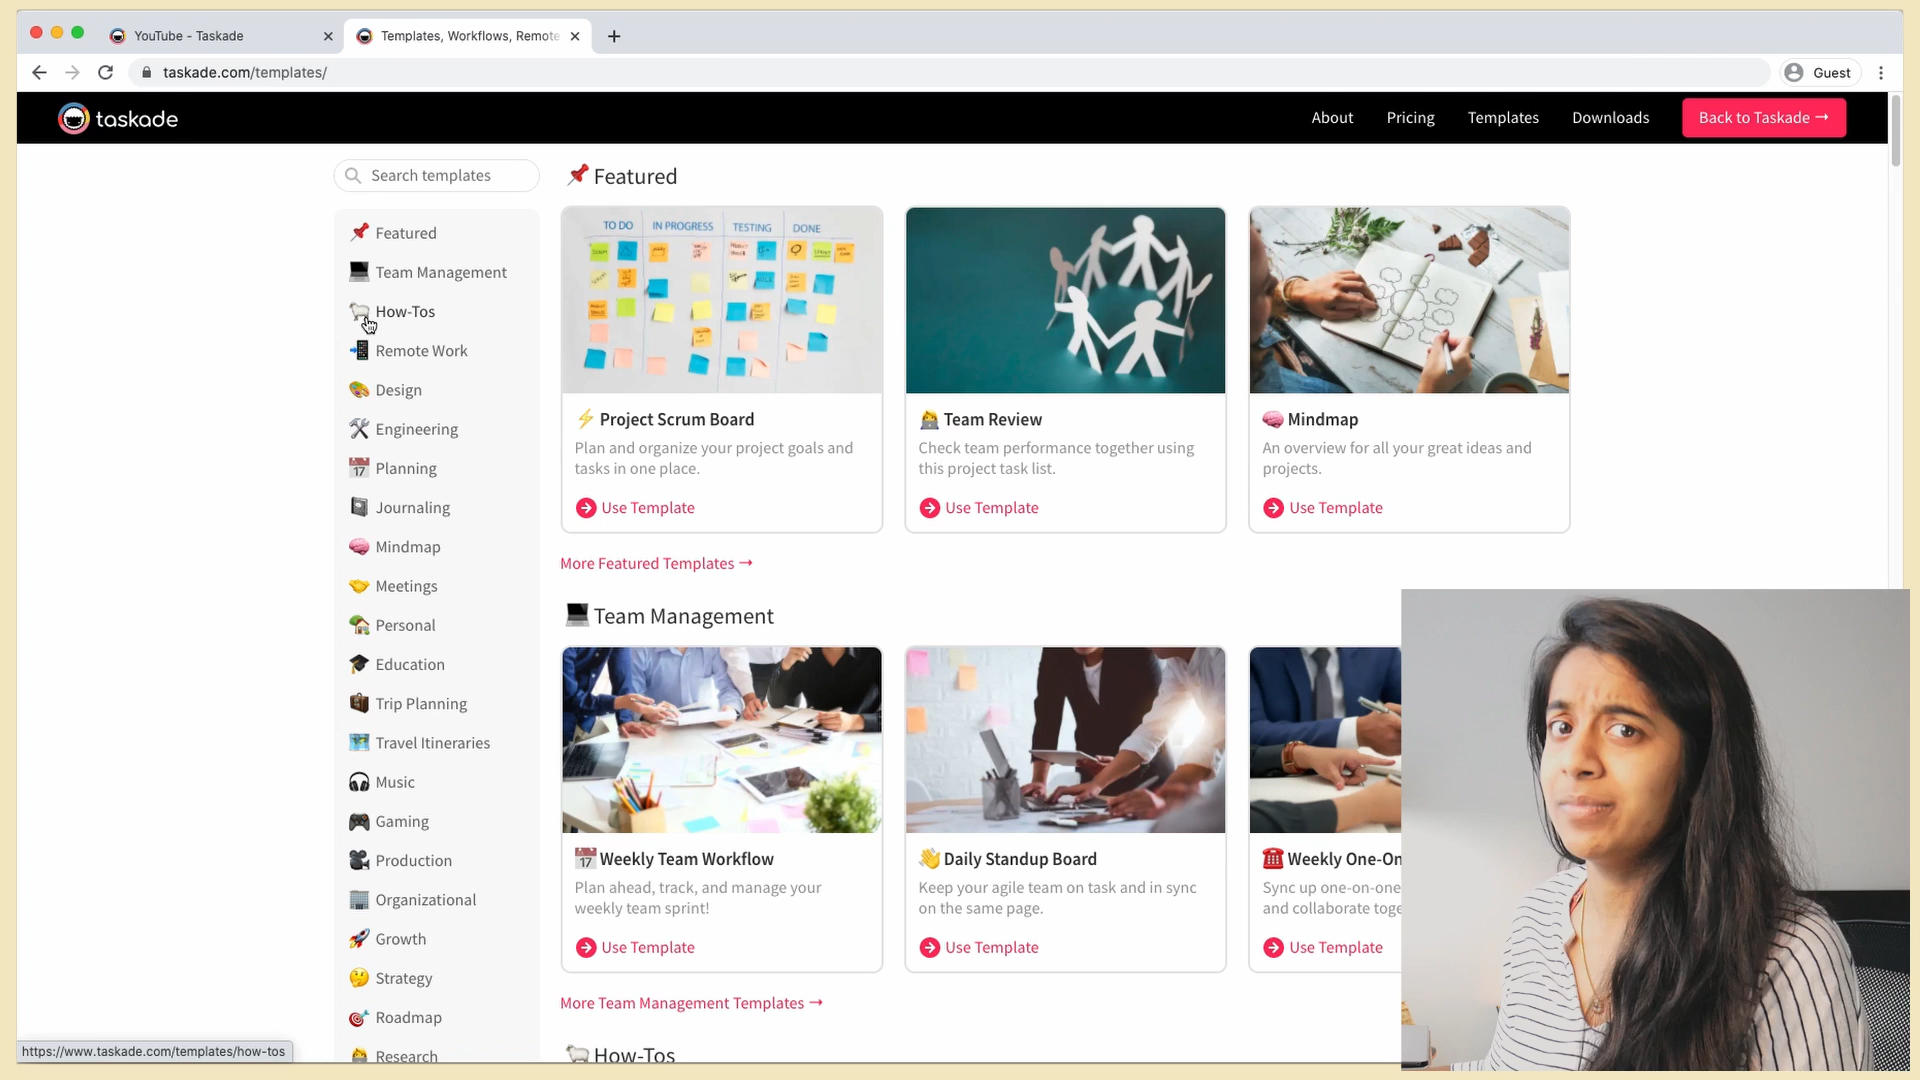 YouTube - Taskade
Templates, Workflows, Remote
taskade.com/templates/
Guest
taskade
About
Pricing
Templates
Downloads
Back to Taskade →
Search templates
Featured
Team Management
How-Tos
Remote Work
Design
Engineering
17 Planning
Journaling
Mindmap
Meetings
Personal
Education
Trip Planning
Travel Itineraries
Music
Gaming
Production
Organizational
Growth
Strategy
Roadmap
Research
Featured
TO DO
IN PROGRESS
TESTING
DONE
Project Scrum Board
Plan and organize your project goals and
tasks in one place.
Use Template
Team Review
Check team performance together using
this project task list.
Use Template
Mindmap
An overview for all your great ideas and
projects.
Use Template
More Featured Templates →
Team Management
17 Weekly Team Workflow
Plan ahead, track, and manage your
weekly team sprint!
Use Template
Daily Standup Board
Keep your agile team on task and in sync
on the same page.
Use Template
Weekly One-On
Sync up one-on-one
and collaborate toge
Use Template
More Team Management Templates →
How-Tos
https://www.taskade.com/templates/how-tos